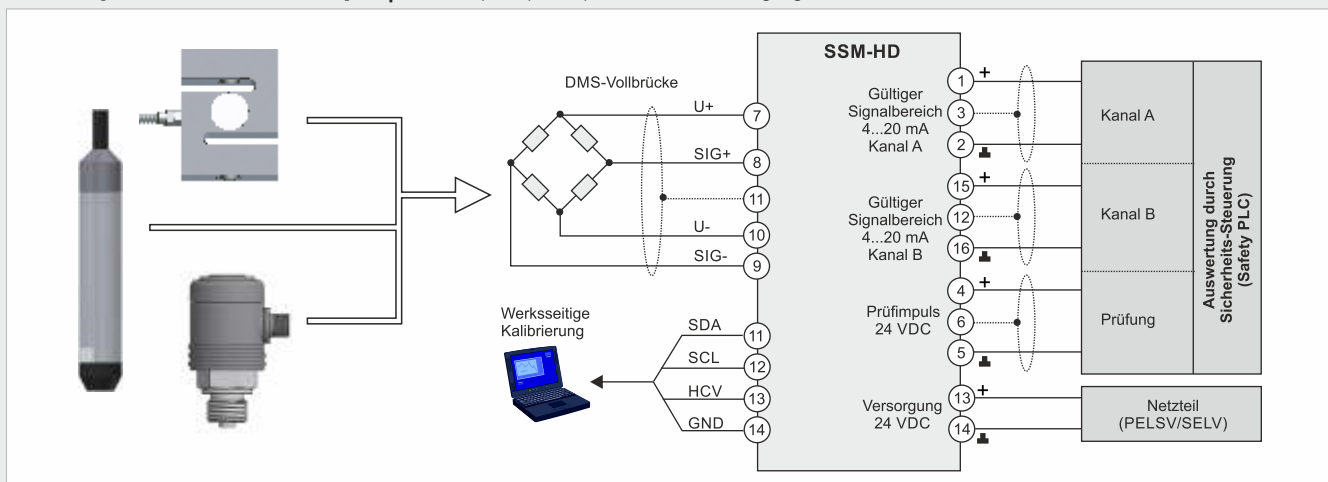 SSM-HD
DMS-Vollbrücke
U+
7
SIG+
8
11
U-
10
SIG-
9
Werksseitige
Kalibrierung
SDA
11
SCL
12
HCV
13
GND
14
Gültiger
Signalbereich
4...20 mA
Kanal A
1
+
3
2
Gültiger
Signalbereich
4...20 mA
Kanal B
15
+
12
16
Prüfimpuls
24 VDC
4
+
6
5
Versorgung
24 VDC
13
+
14
Kanal A
Kanal B
Prüfung
Auswertung durch
Sicherheits-Steuerung
(Safety PLC)
Netzteil
(PELSV/SELV)